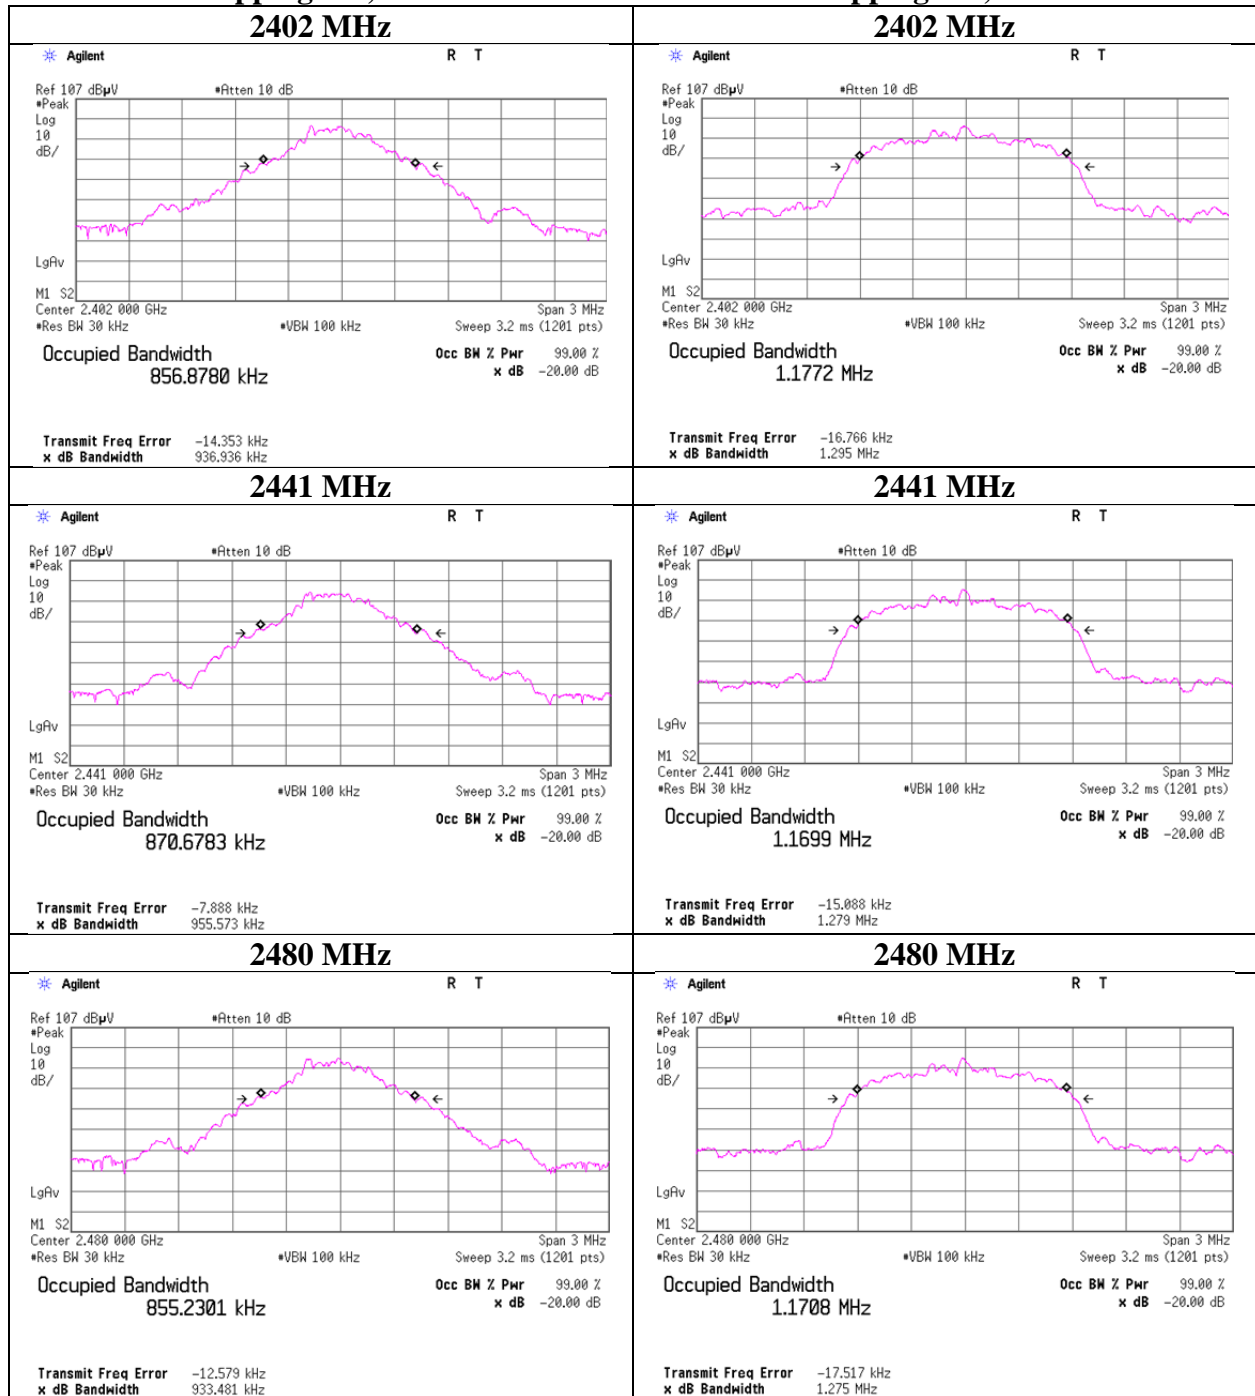 2402 MHz
Agilent R T
Ref 107 dBµV #Atten 10 dB
#Peak
Log
10
dB/
LgAv
M1 S2
Center 2.402 000 GHz Span 3 MHz
#Res BW 30 kHz #VBW 100 kHz Sweep 3.2 ms (1201 pts)
Occupied Bandwidth Occ BW % Pwr 99.00 %
856.8780 kHz x dB -20.00 dB
Transmit Freq Error -14.353 kHz
x dB Bandwidth 936.936 kHz
2402 MHz
Agilent R T
Ref 107 dBµV #Atten 10 dB
#Peak
Log
10
dB/
LgAv
M1 S2
Center 2.402 000 GHz Span 3 MHz
#Res BW 30 kHz #VBW 100 kHz Sweep 3.2 ms (1201 pts)
Occupied Bandwidth Occ BW % Pwr 99.00 %
1.1772 MHz x dB -20.00 dB
Transmit Freq Error -16.766 kHz
x dB Bandwidth 1.295 MHz
2441 MHz
Agilent R T
Ref 107 dBµV #Atten 10 dB
#Peak
Log
10
dB/
LgAv
M1 S2
Center 2.441 000 GHz Span 3 MHz
#Res BW 30 kHz #VBW 100 kHz Sweep 3.2 ms (1201 pts)
Occupied Bandwidth Occ BW % Pwr 99.00 %
870.6783 kHz x dB -20.00 dB
Transmit Freq Error -7.888 kHz
x dB Bandwidth 955.573 kHz
2441 MHz
Agilent R T
Ref 107 dBµV #Atten 10 dB
#Peak
Log
10
dB/
LgAv
M1 S2
Center 2.441 000 GHz Span 3 MHz
#Res BW 30 kHz #VBW 100 kHz Sweep 3.2 ms (1201 pts)
Occupied Bandwidth Occ BW % Pwr 99.00 %
1.1699 MHz x dB -20.00 dB
Transmit Freq Error -15.088 kHz
x dB Bandwidth 1.279 MHz
2480 MHz
Agilent R T
Ref 107 dBµV #Atten 10 dB
#Peak
Log
10
dB/
LgAv
M1 S2
Center 2.480 000 GHz Span 3 MHz
#Res BW 30 kHz #VBW 100 kHz Sweep 3.2 ms (1201 pts)
Occupied Bandwidth Occ BW % Pwr 99.00 %
855.2301 kHz x dB -20.00 dB
Transmit Freq Error -12.579 kHz
x dB Bandwidth 933.481 kHz
2480 MHz
Agilent R T
Ref 107 dBµV #Atten 10 dB
#Peak
Log
10
dB/
LgAv
M1 S2
Center 2.480 000 GHz Span 3 MHz
#Res BW 30 kHz #VBW 100 kHz Sweep 3.2 ms (1201 pts)
Occupied Bandwidth Occ BW % Pwr 99.00 %
1.1708 MHz x dB -20.00 dB
Transmit Freq Error -17.517 kHz
x dB Bandwidth 1.275 MHz